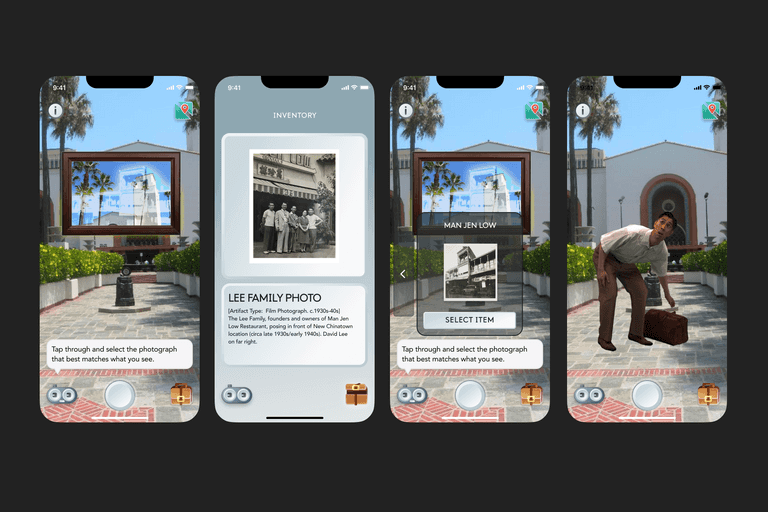 9:41
Tap through and select the photograph
that best matches what you see.
9:41
INVENTORY
LEE FAMILY PHOTO
[Artifact Type:  Film Photograph. c.1930s-40s]
The Lee Family, founders and owners of Man Jen
Low Restaurant, posing in front of New Chinatown
location (circa late 1930s/early 1940s). David Lee
on far right.
9:41
MAN JEN LOW
SELECT ITEM
Tap through and select the photograph
that best matches what you see.
9:41